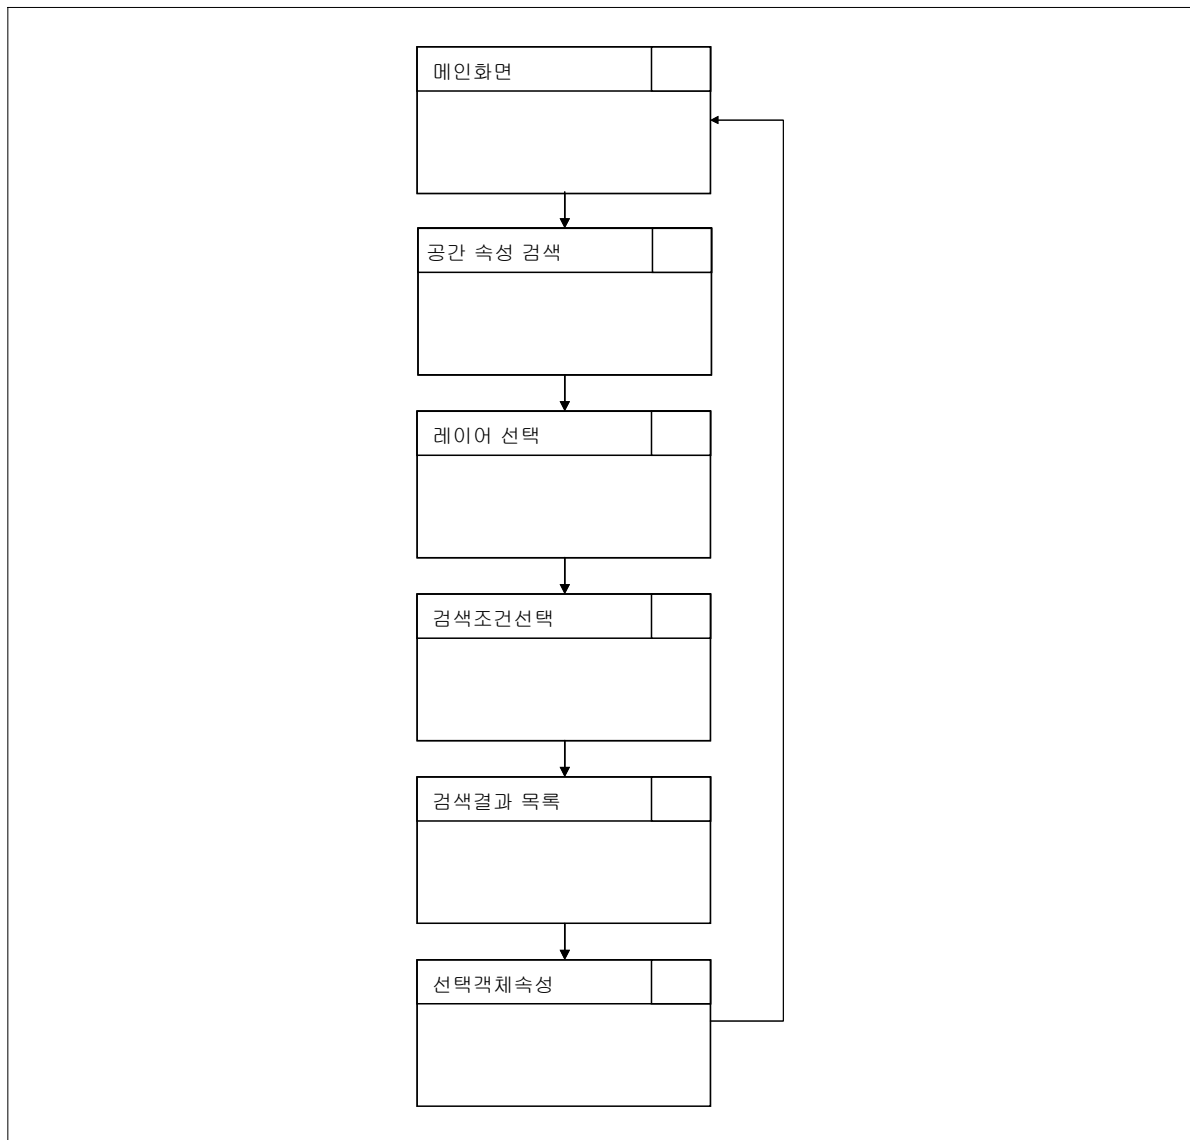 메인화면
공간 속성 검색
레이어 선택
검색조건선택
검색결과 목록
선택객체속성